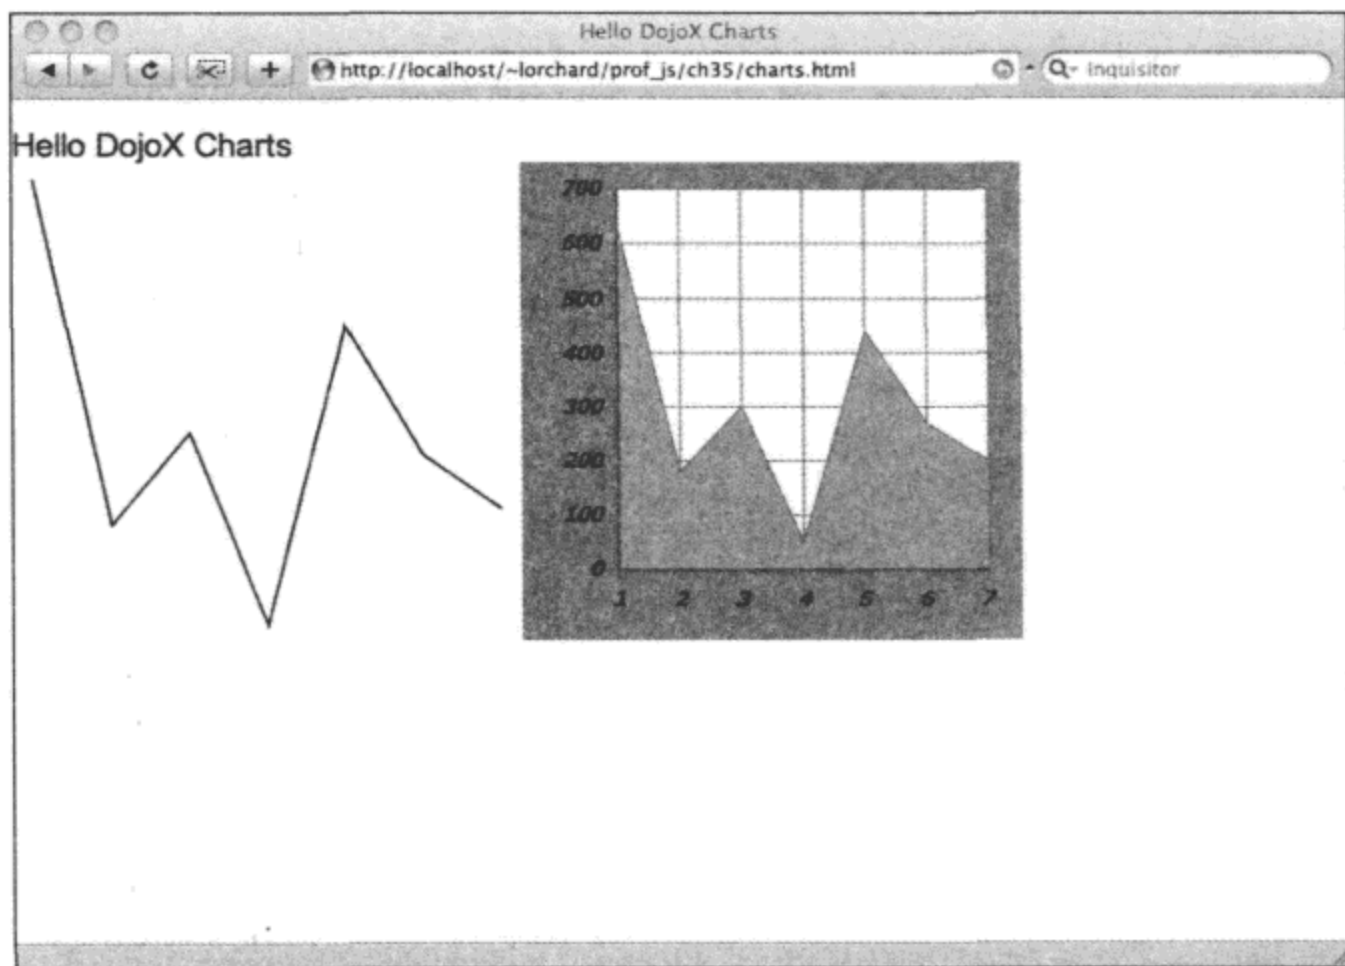 Hello DojoX Charts
http://localhost/~lorchard/prof_js/ch35/charts.html
Inquisitor
Hello DojoX Charts
700
600
500
400
300
200
100
0
1 2 3 4 5 6 7